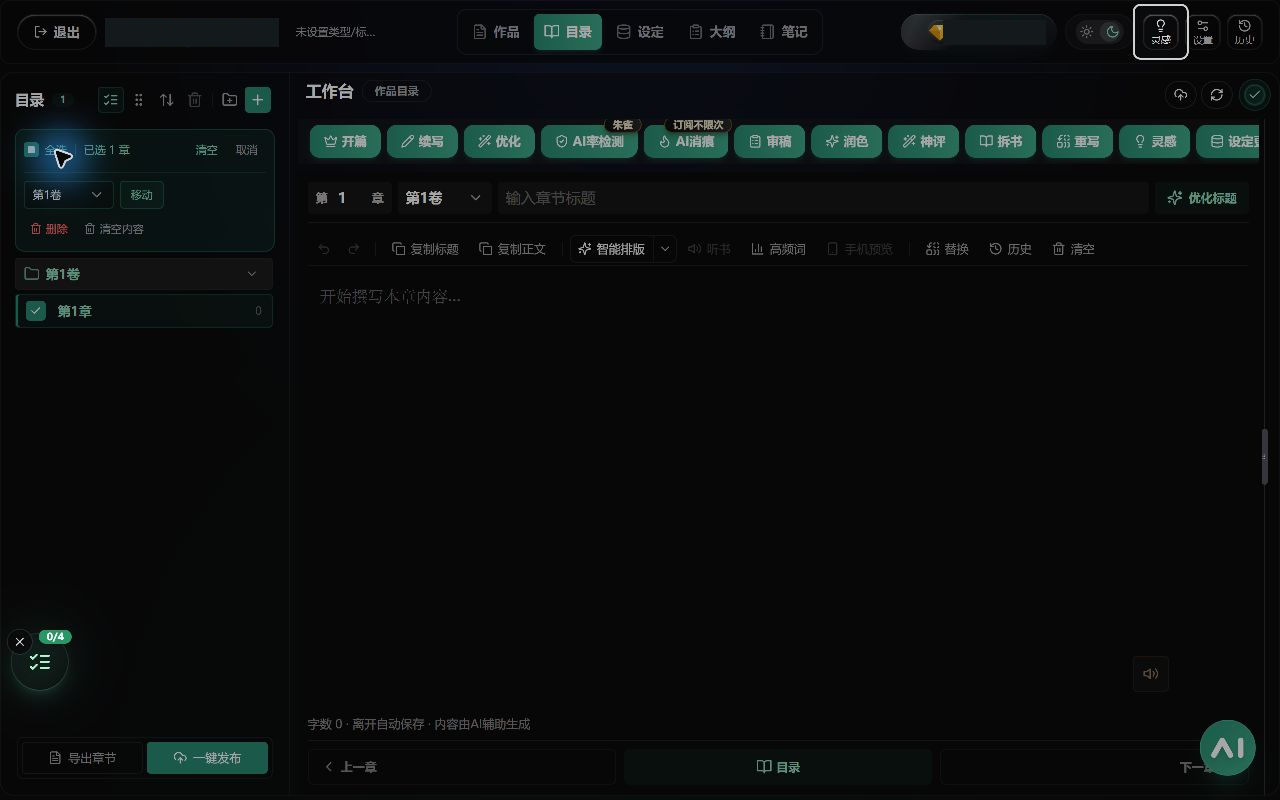 退出
未设置类型/标...
作品
目录
设定
大纲
笔记
灵感
设置
历史
目录 1
工作台 作品目录
朱雀
订阅不限次
开篇
续写
优化
AI率检测
AI消痕
审稿
润色
神评
拆书
重写
灵感
全选 已选 1 章 清空 取消
第1卷 移动
删除 清空内容
第1卷
第1章 0
第 1 章 第1卷 输入章节标题 优化标题
复制标题 复制正文 智能排版 听书 高频词 手机预览 替换 历史 清空
开始撰写本章内容...
0/4
字数 0 · 离开自动保存 · 内容由AI辅助生成
导出章节 一键发布
上一章 目录
AI